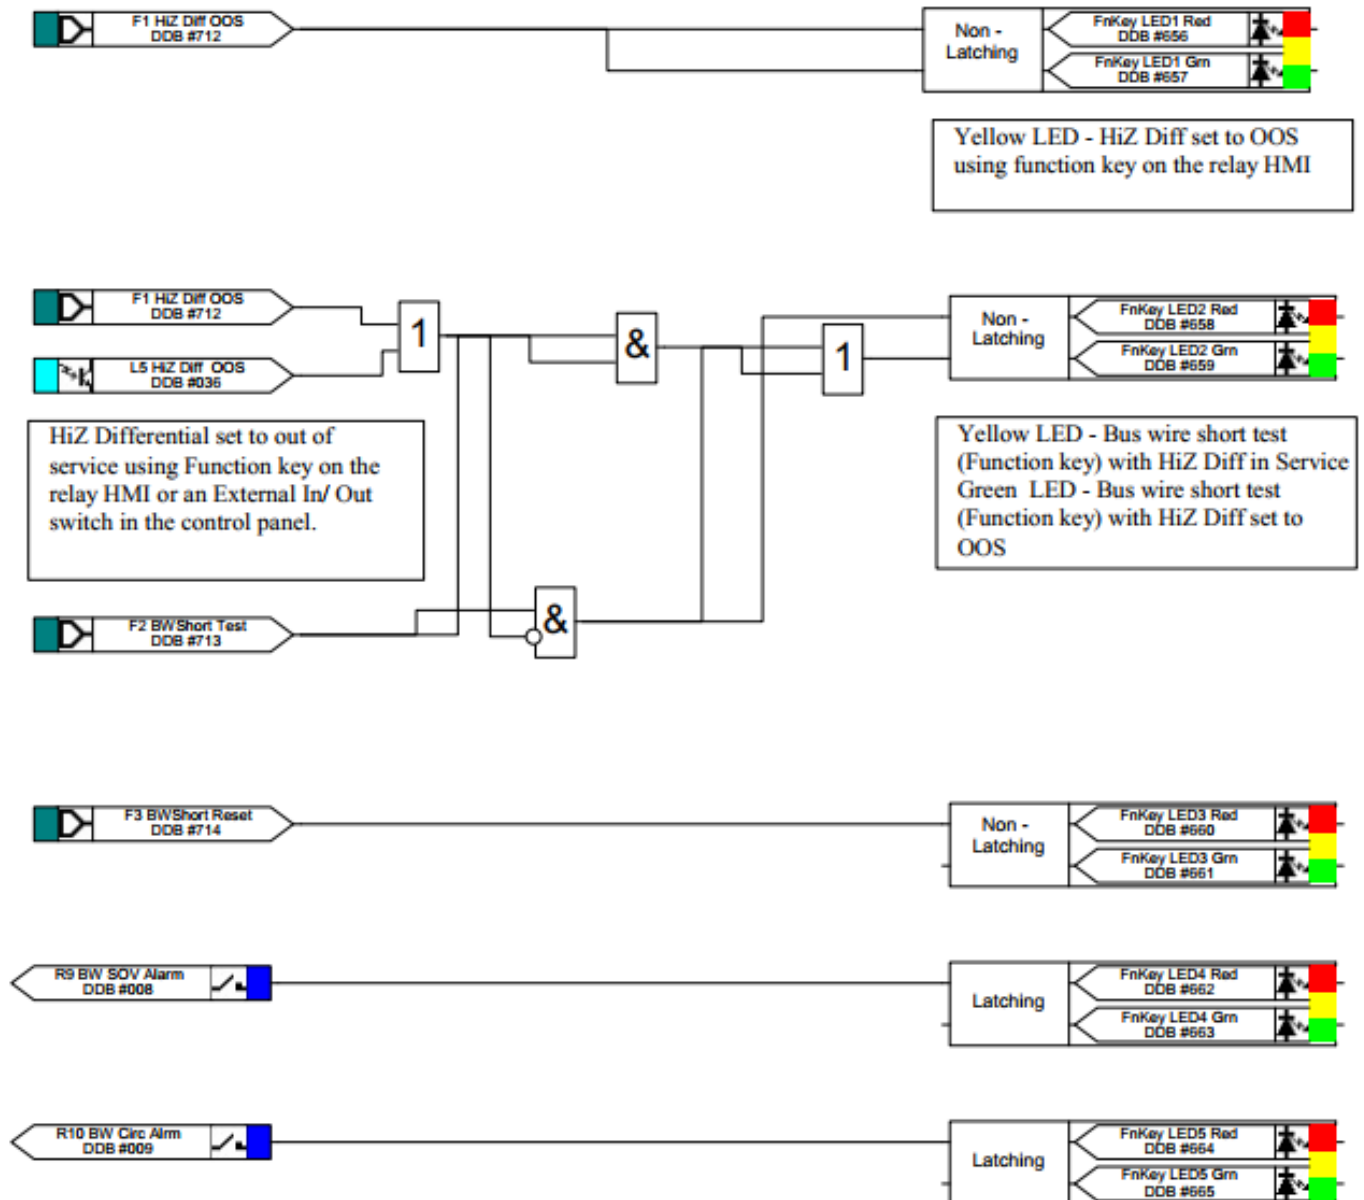 F1 HiZ Diff OOS
DDB #712
Non -
Latching
FnKey LED1 Red
DDB #656
FnKey LED1 Grn
DDB #657
Yellow LED - HiZ Diff set to OOS
using function key on the relay HMI
F1 HiZ Diff OOS
DDB #712
L5 HiZ Diff OOS
DDB #036
1
&
1
Non -
Latching
FnKey LED2 Red
DDB #658
FnKey LED2 Grn
DDB #659
HiZ Differential set to out of
service using Function key on the
relay HMI or an External In/ Out
switch in the control panel.
Yellow LED - Bus wire short test
(Function key) with HiZ Diff in Service
Green LED - Bus wire short test
(Function key) with HiZ Diff set to
OOS
F2 BWShort Test
DDB #713
&
F3 BWShort Reset
DDB #714
Non -
Latching
FnKey LED3 Red
DDB #660
FnKey LED3 Grn
DDB #661
R9 BW SOV Alarm
DDB #008
Latching
FnKey LED4 Red
DDB #662
FnKey LED4 Grn
DDB #663
R10 BW Circ Alrm
DDB #009
Latching
FnKey LED5 Red
DDB #664
FnKey LED5 Grn
DDB #665